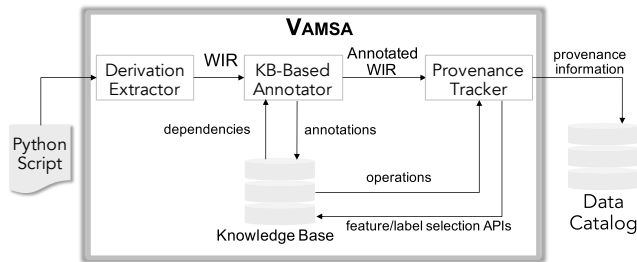 VAMSA
Derivation
Extractor
WIR
KB-Based
Annotator
Annotated
WIR
Provenance
Tracker
provenance
information
dependencies
annotations
Python
Script
operations
Data
Catalog
feature/label selection APIs
Knowledge Base